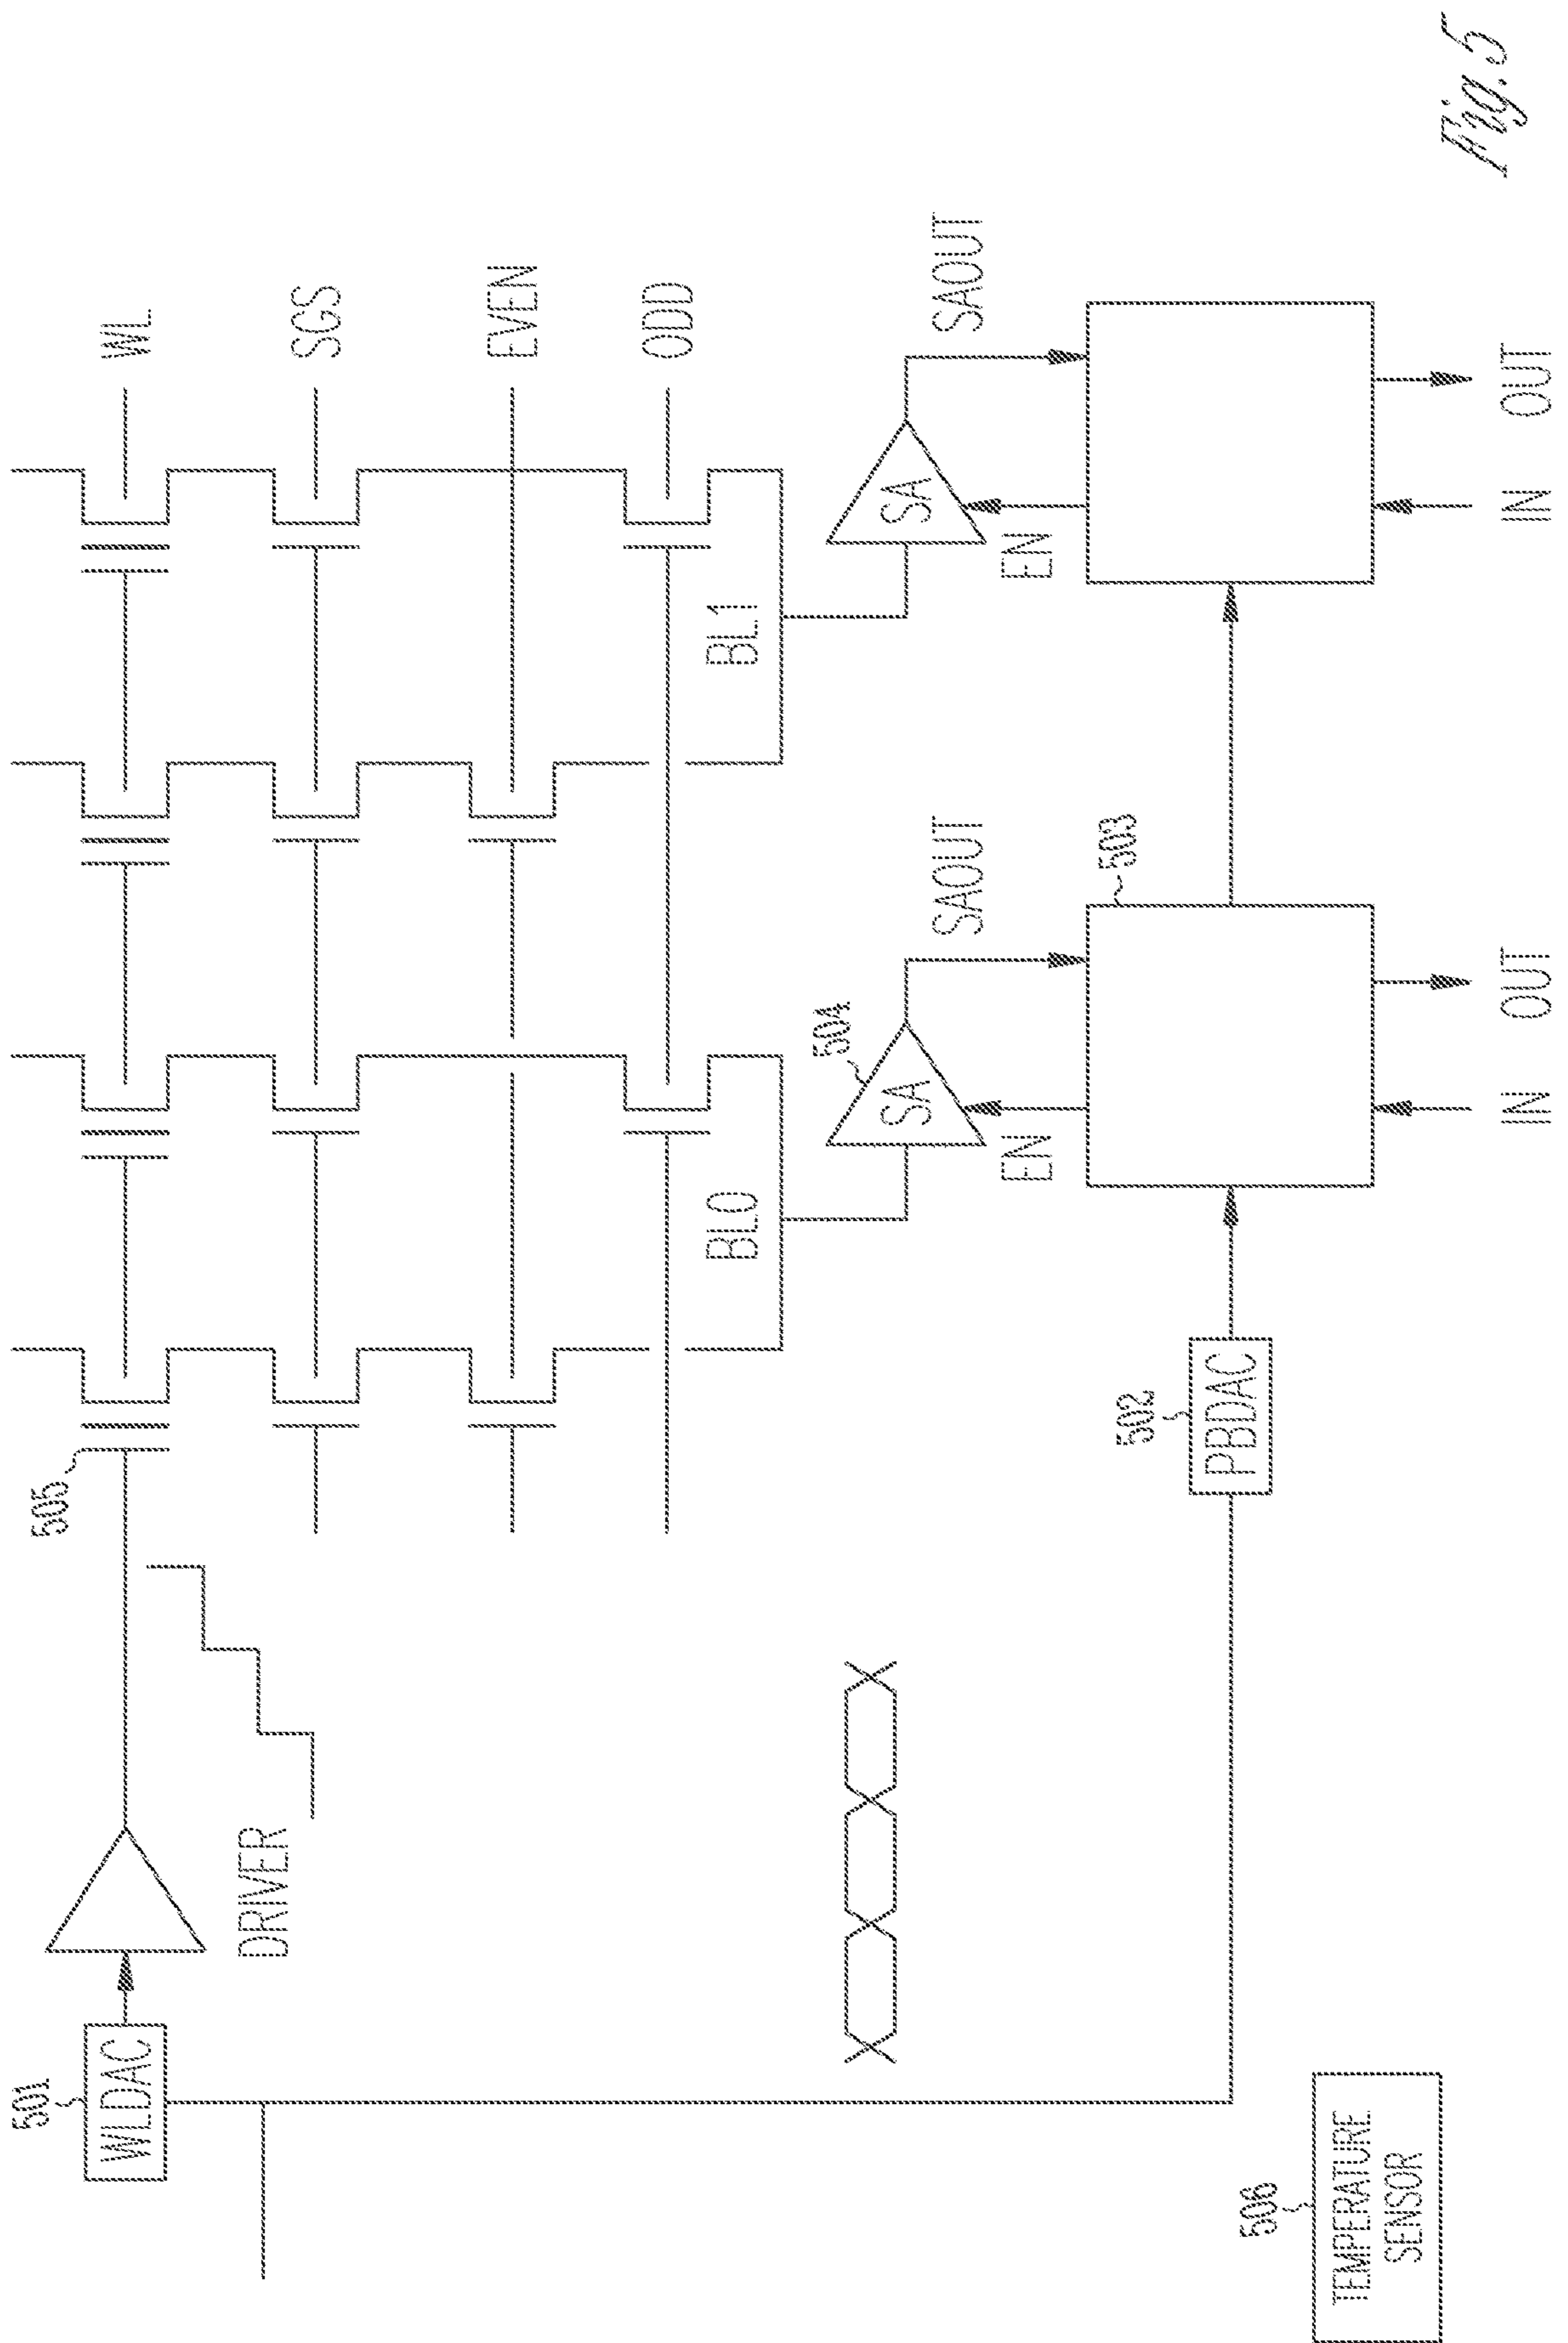 501
WLDAC
DRIVER
505
WL
SGS
EVEN
ODD
BL0
BL1
504
SA
SAOUT
EN
SA
SAOUT
EN
503
502
PBDAC
IN
OUT
IN
OUT
506
TEMPERATURE
SENSOR
Fig. 5